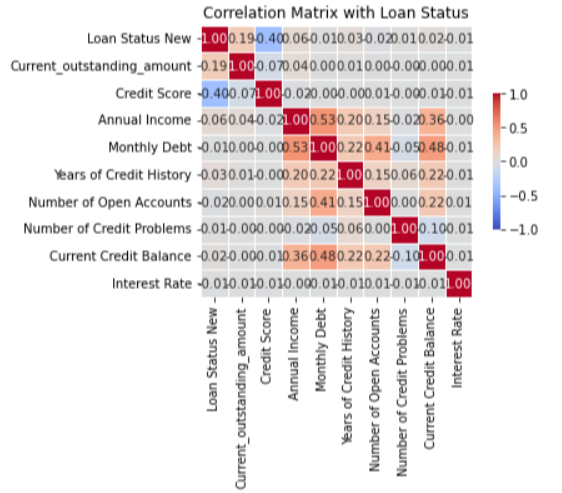 Correlation Matrix with Loan Status
Loan Status New 1.00 0.19 -0.40 0.06 -0.01 0.03 -0.02 0.01 0.02 -0.01
Current_outstanding_amount 0.19 1.00 -0.07 0.04 0.00 0.01 0.00 -0.00 0.00 0.01
Credit Score -0.40 -0.07 1.00 -0.02 0.00 0.00 0.01 -0.00 0.01 0.01
Annual Income 0.06 0.04 -0.02 1.00 0.53 0.20 0.15 -0.02 0.36 -0.00
Monthly Debt -0.01 0.00 -0.00 0.53 1.00 0.22 0.41 -0.05 0.48 -0.01
Years of Credit History 0.03 0.01 -0.00 0.20 0.22 1.00 0.15 0.06 0.22 -0.01
Number of Open Accounts -0.02 0.00 0.01 0.15 0.41 0.15 1.00 0.00 0.22 0.01
Number of Credit Problems -0.01 -0.00 -0.00 0.02 -0.05 0.06 0.00 1.00 -0.10 0.01
Current Credit Balance -0.02 -0.00 0.01 0.36 0.48 0.22 0.22 -0.10 1.00 0.01
Interest Rate -0.01 0.01 -0.01 0.00 -0.01 0.01 0.01 0.01 0.01 1.00
1.0
0.5
0.0
−0.5
−1.0
Loan Status New
Current_outstanding_amount
Credit Score
Annual Income
Monthly Debt
Years of Credit History
Number of Open Accounts
Number of Credit Problems
Current Credit Balance
Interest Rate